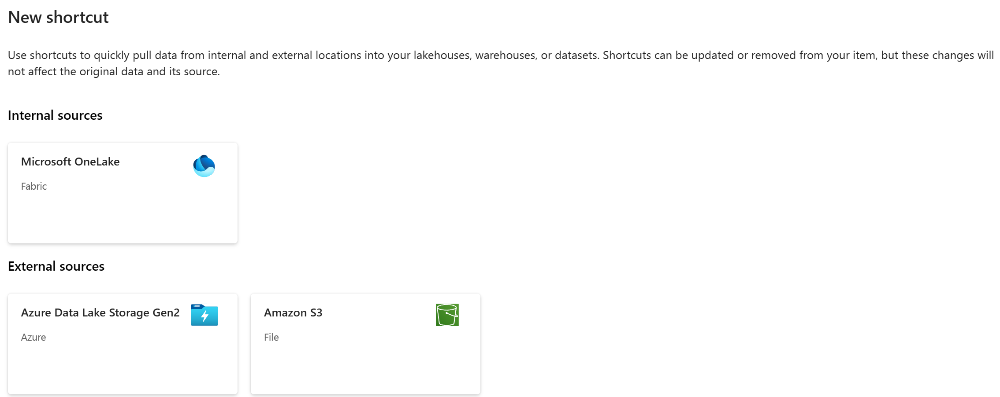 New shortcut
Use shortcuts to quickly pull data from internal and external locations into your lakehouses, warehouses, or datasets. Shortcuts can be updated or removed from your item, but these changes will
not affect the original data and its source.
Internal sources
Microsoft OneLake
Fabric
External sources
Azure Data Lake Storage Gen2
Azure
Amazon S3
File